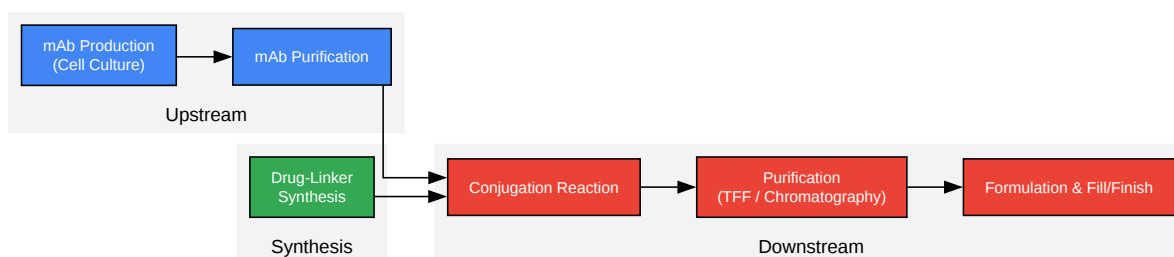 mAb Production
(Cell Culture)
mAb Purification
Upstream
Drug-Linker
Synthesis
Synthesis
Conjugation Reaction
Purification
(TFF / Chromatography)
Formulation & Fill/Finish
Downstream